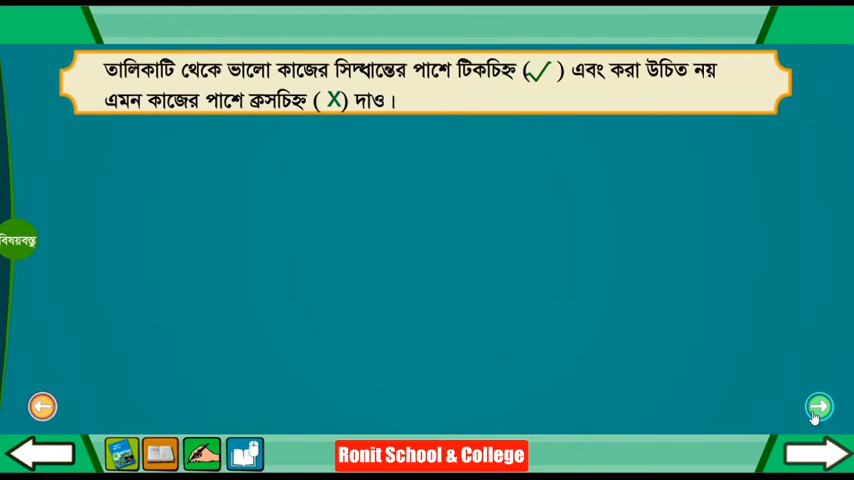 তালিকাটি থেকে ভালো কাজের সিদ্ধান্তের পাশে টিকচিহ্ন (✓) এবং করা উচিত নয়
এমন কাজের পাশে ক্রসচিহ্ন ( X) দাও।
বিষয়বস্তু
Ronit School & College